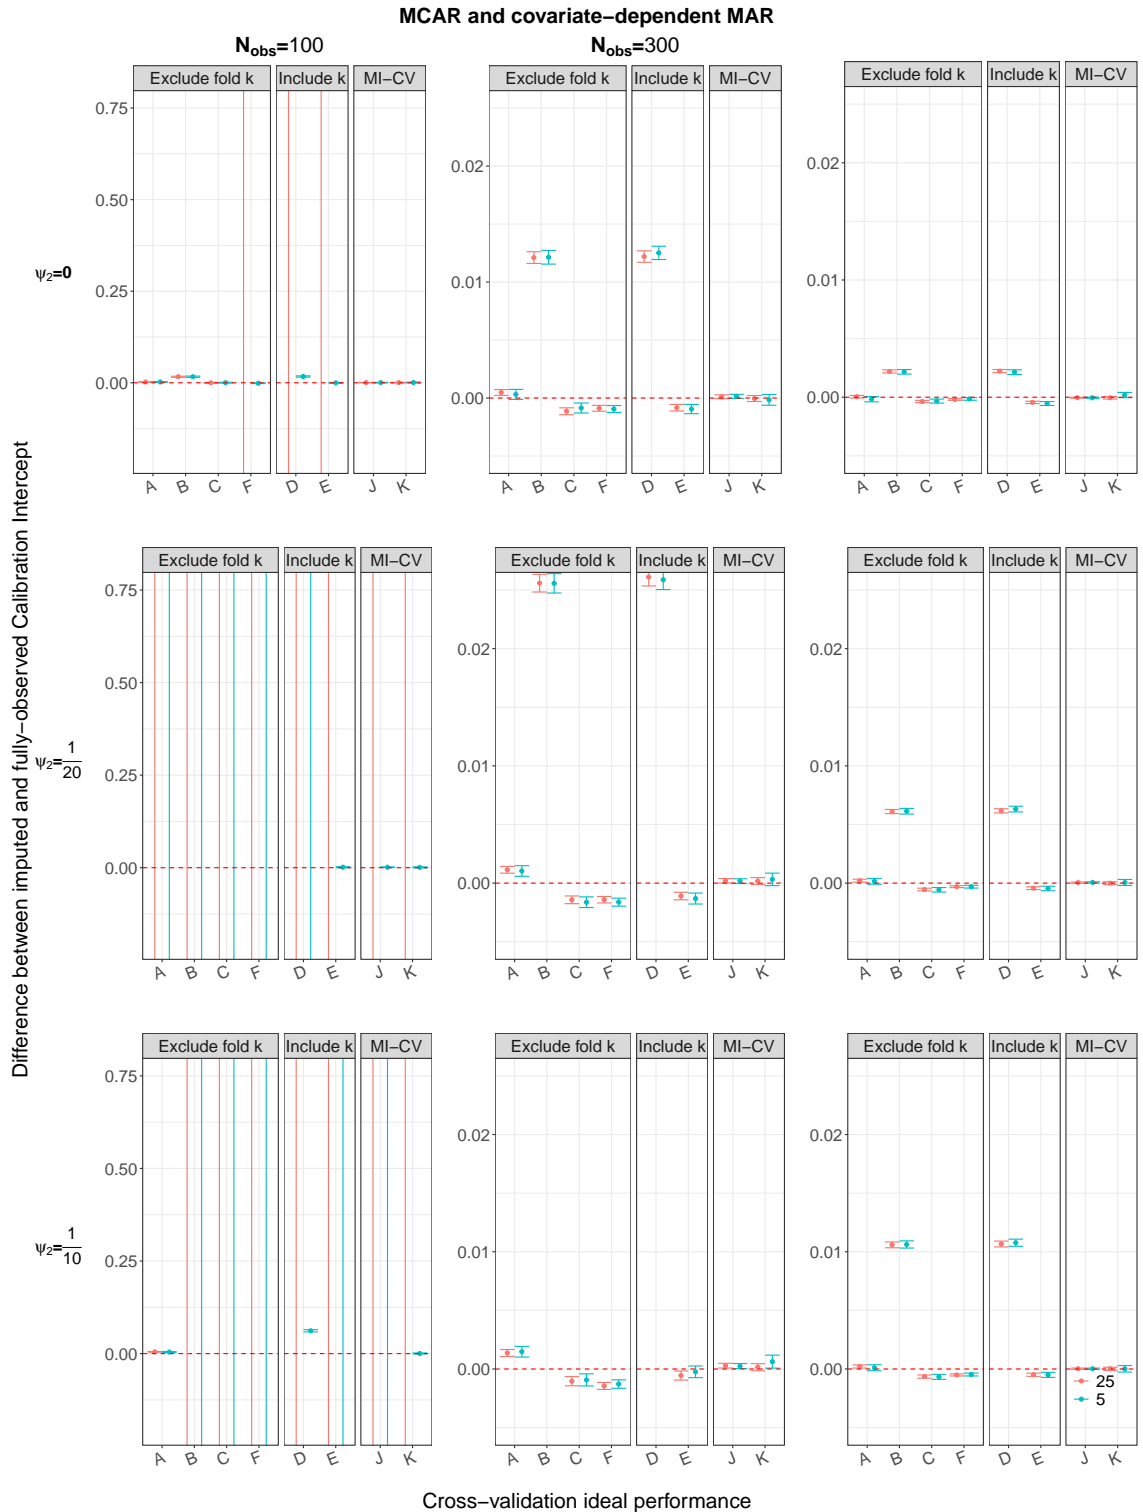 MCAR and covariate−dependent MAR
Nobs=100
Nobs=300
Exclude fold k
Include k
MI−CV
Exclude fold k
Include k
MI−CV
Exclude fold k
Include k
MI−CV
0.75
0.50
0.25
0.00
0.02
0.01
0.00
0.02
0.01
0.00
ψ2=0
A B C F D E J K
A B C F D E J K
A B C F D E J K
Difference between imputed and fully−observed Calibration Intercept
Exclude fold k
Include k
MI−CV
Exclude fold k
Include k
MI−CV
Exclude fold k
Include k
MI−CV
0.75
0.50
0.25
0.00
0.02
0.01
0.00
0.02
0.01
0.00
ψ2=1/20
A B C F D E J K
A B C F D E J K
A B C F D E J K
Exclude fold k
Include k
MI−CV
Exclude fold k
Include k
MI−CV
Exclude fold k
Include k
MI−CV
0.75
0.50
0.25
0.00
0.02
0.01
0.00
0.02
0.01
0.00
ψ2=1/10
25
5
A B C F D E J K
A B C F D E J K
A B C F D E J K
Cross−validation ideal performance